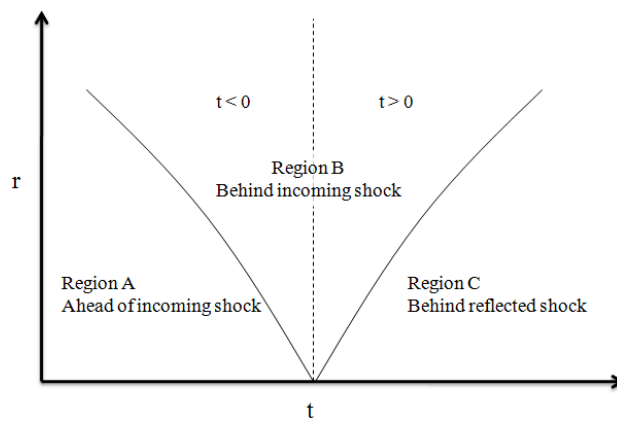 t < 0
t > 0
Region B
Behind incoming shock
r
Region A
Ahead of incoming shock
Region C
Behind reflected shock
t